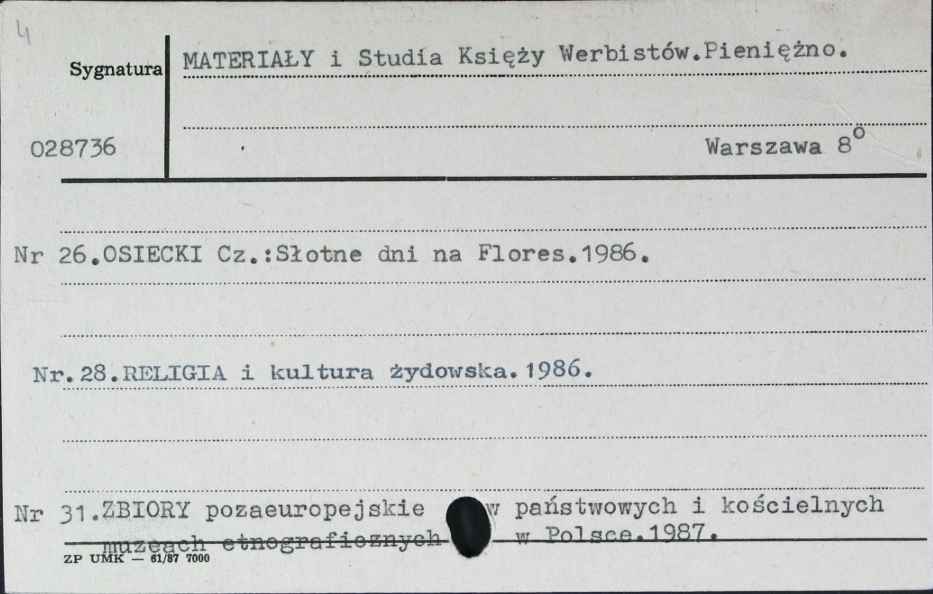 4
Sygnatura
MATERIAŁY i Studia Księży Werbistów.Pieniężno.
028736
Warszawa 8°
Nr 26.OSIECKI Cz.:Słotne dni na Flores.1986.
Nr.28.RELIGIA i kultura żydowska.1986.
Nr 31.ZBIORY pozaeuropejskie w państwowych i kościelnych
muzeach etnograficznych w Polsce.1987.
ZP UMK — 61/87 7000